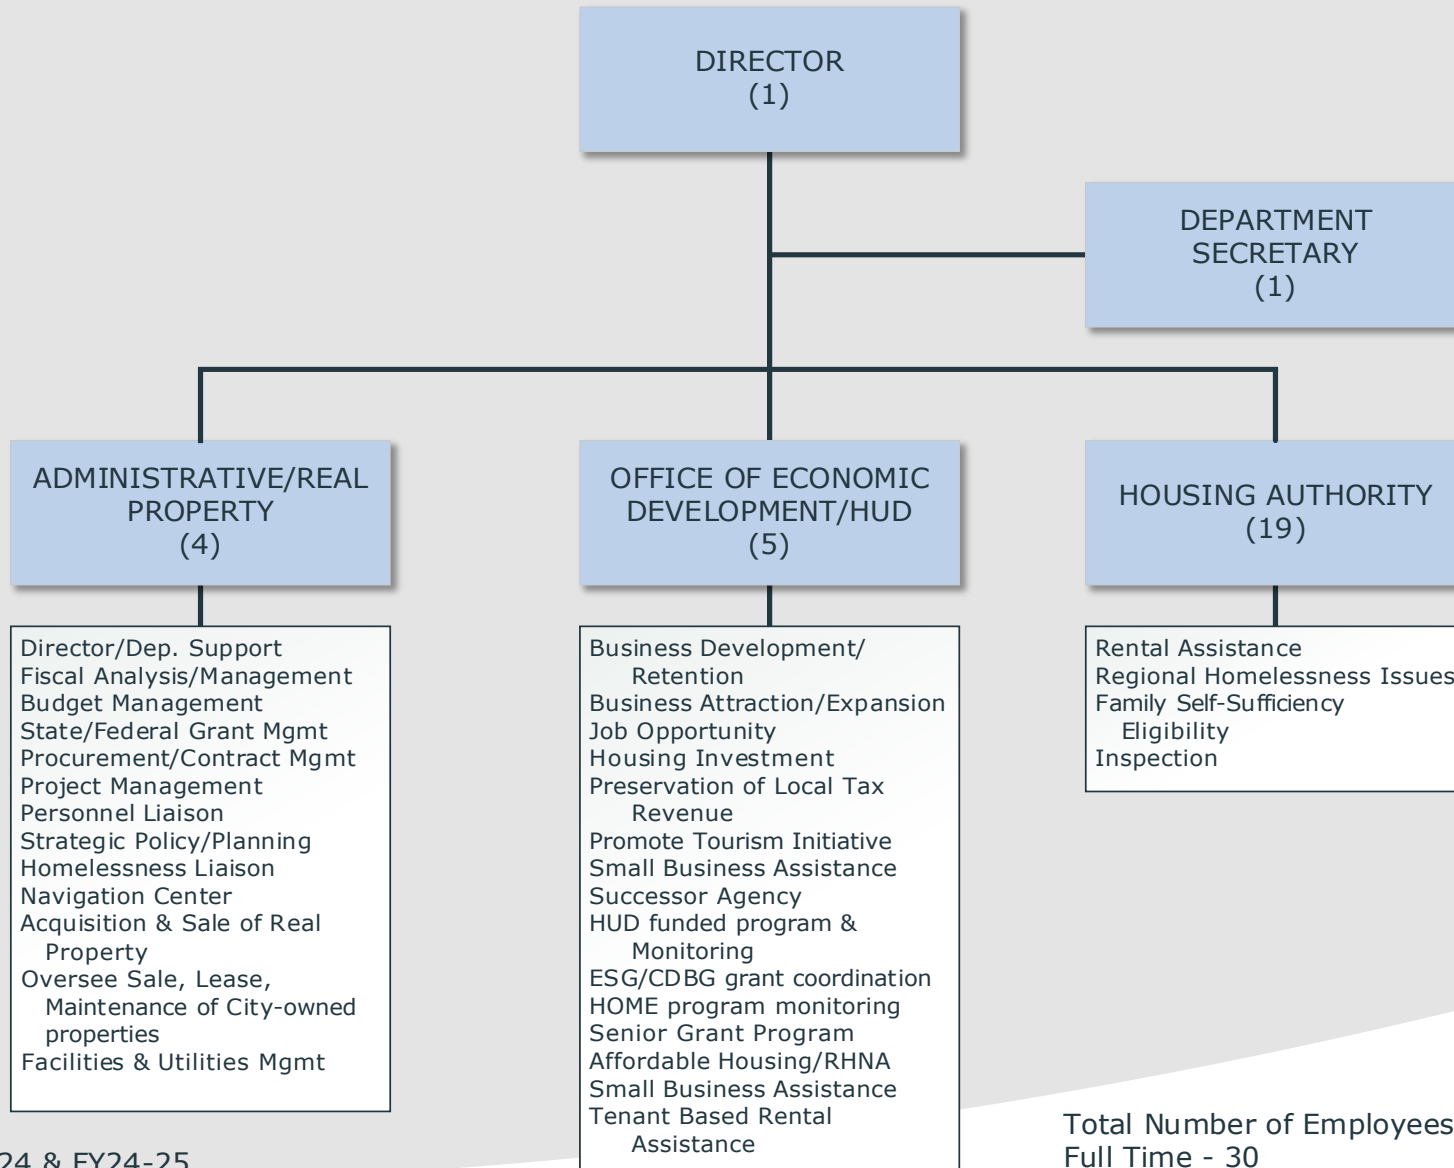 DIRECTOR
(1)
DEPARTMENT
SECRETARY
(1)
ADMINISTRATIVE/REAL
PROPERTY
(4)
OFFICE OF ECONOMIC
DEVELOPMENT/HUD
(5)
HOUSING AUTHORITY
(19)
Director/Dep. Support
Fiscal Analysis/Management
Budget Management
State/Federal Grant Mgmt
Procurement/Contract Mgmt
Project Management
Personnel Liaison
Strategic Policy/Planning
Homelessness Liaison
Navigation Center
Acquisition & Sale of Real
Property
Oversee Sale, Lease,
Maintenance of City-owned
properties
Facilities & Utilities Mgmt
Business Development/
Retention
Business Attraction/Expansion
Job Opportunity
Housing Investment
Preservation of Local Tax
Revenue
Promote Tourism Initiative
Small Business Assistance
Successor Agency
HUD funded program &
Monitoring
ESG/CDBG grant coordination
HOME program monitoring
Senior Grant Program
Affordable Housing/RHNA
Small Business Assistance
Tenant Based Rental
Assistance
Rental Assistance
Regional Homelessness Issues
Family Self-Sufficiency
Eligibility
Inspection
24 & FY24-25
Total Number of Employees
Full Time - 30